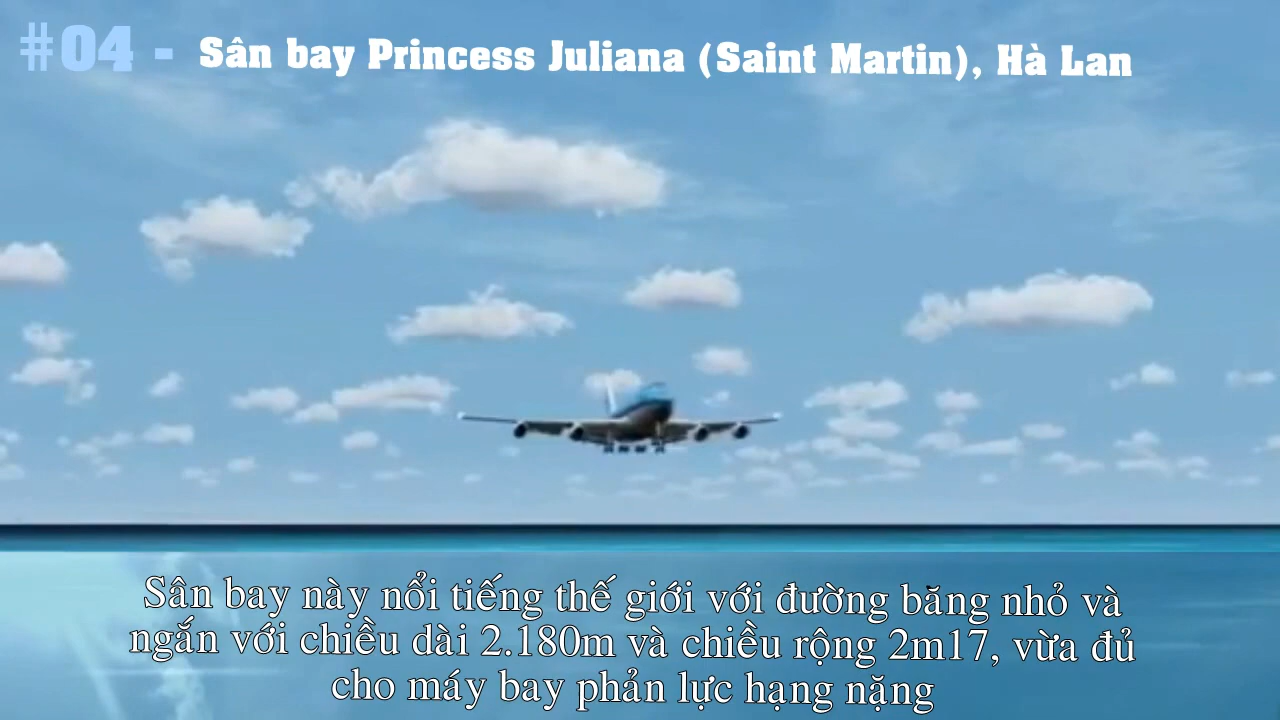 #04 - Sân bay Princess Juliana (Saint Martin), Hà Lan
Sân bay này nổi tiếng thế giới với đường băng nhỏ và
ngắn với chiều dài 2.180m và chiều rộng 2m17, vừa đủ
cho máy bay phản lực hạng nặng